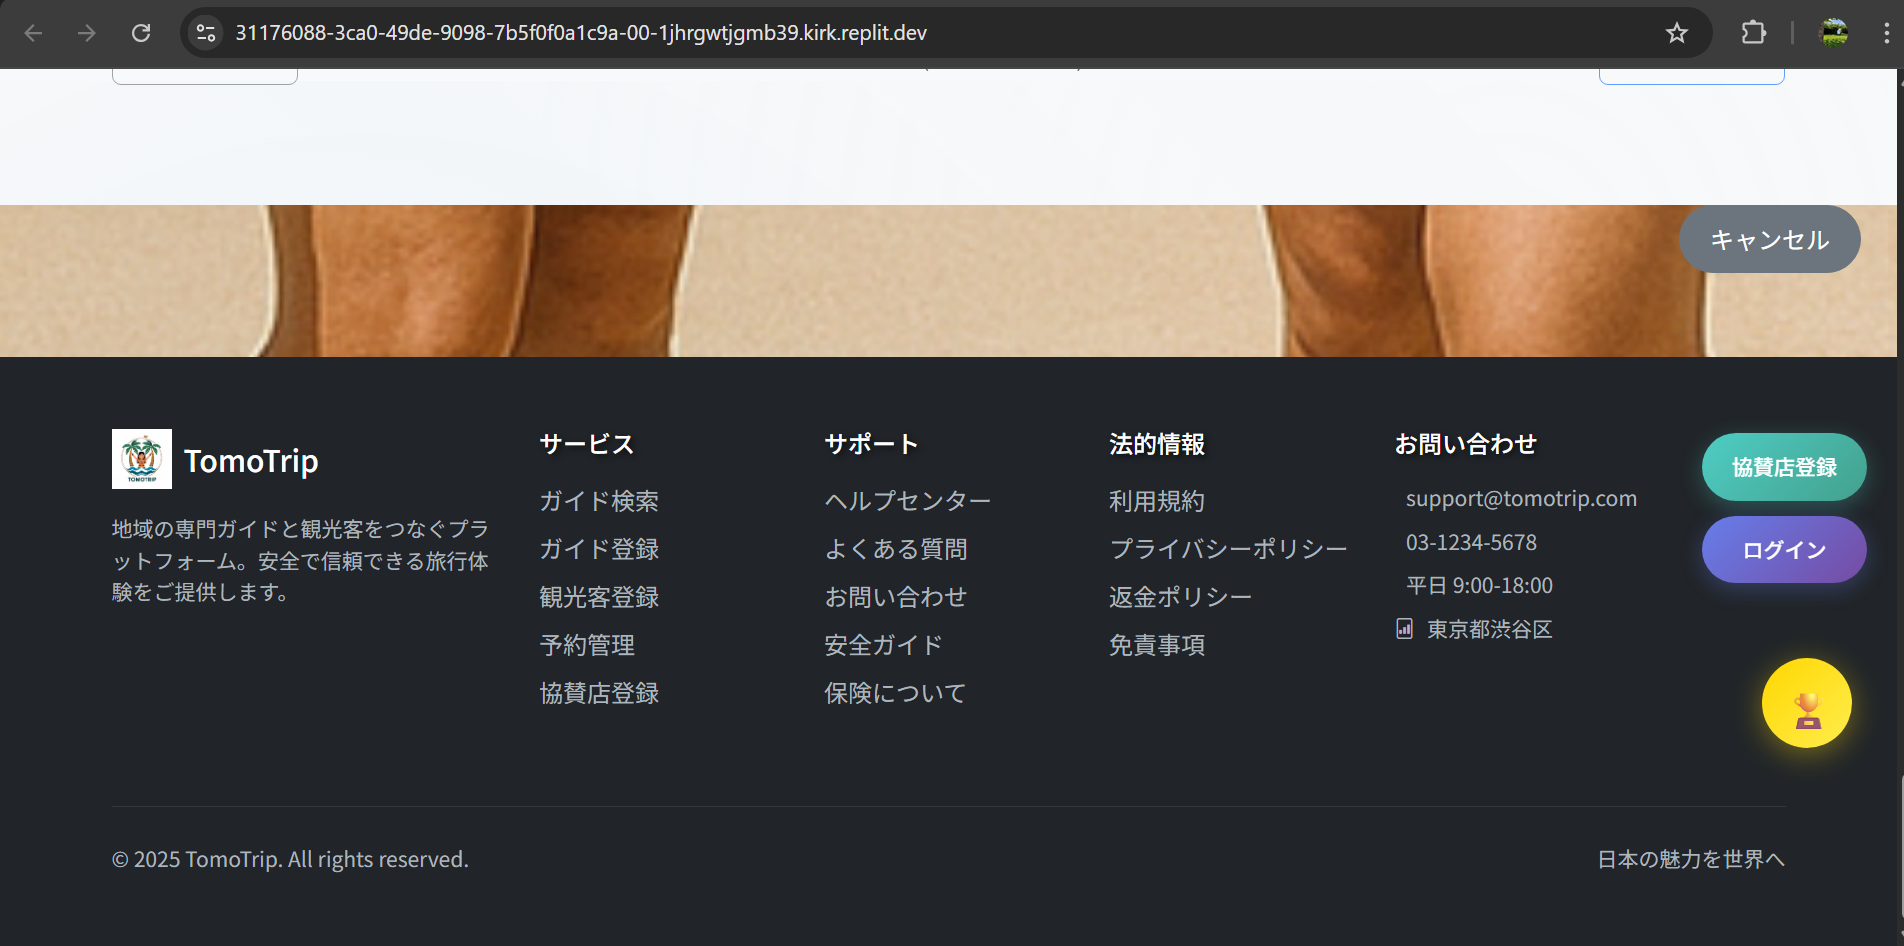 31176088-3ca0-49de-9098-7b5f0f0a1c9a-00-1jhrgwtjgmb39.kirk.replit.dev
キャンセル
TOMOTRIP
TomoTrip
地域の専門ガイドと観光客をつなぐプラ
ットフォーム。安全で信頼できる旅行体
験をご提供します。
サービス
ガイド検索
ガイド登録
観光客登録
予約管理
協賛店登録
サポート
ヘルプセンター
よくある質問
お問い合わせ
安全ガイド
保険について
法的情報
利用規約
プライバシーポリシー
返金ポリシー
免責事項
お問い合わせ
support@tomotrip.com
03-1234-5678
平日 9:00-18:00
東京都渋谷区
協賛店登録
ログイン
© 2025 TomoTrip. All rights reserved.
日本の魅力を世界へ